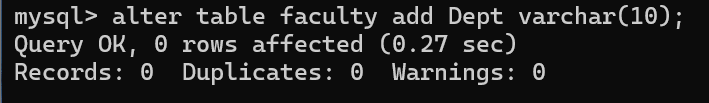 mysql> alter table faculty add Dept varchar(10);
Query OK, 0 rows affected (0.27 sec)
Records: 0  Duplicates: 0  Warnings: 0